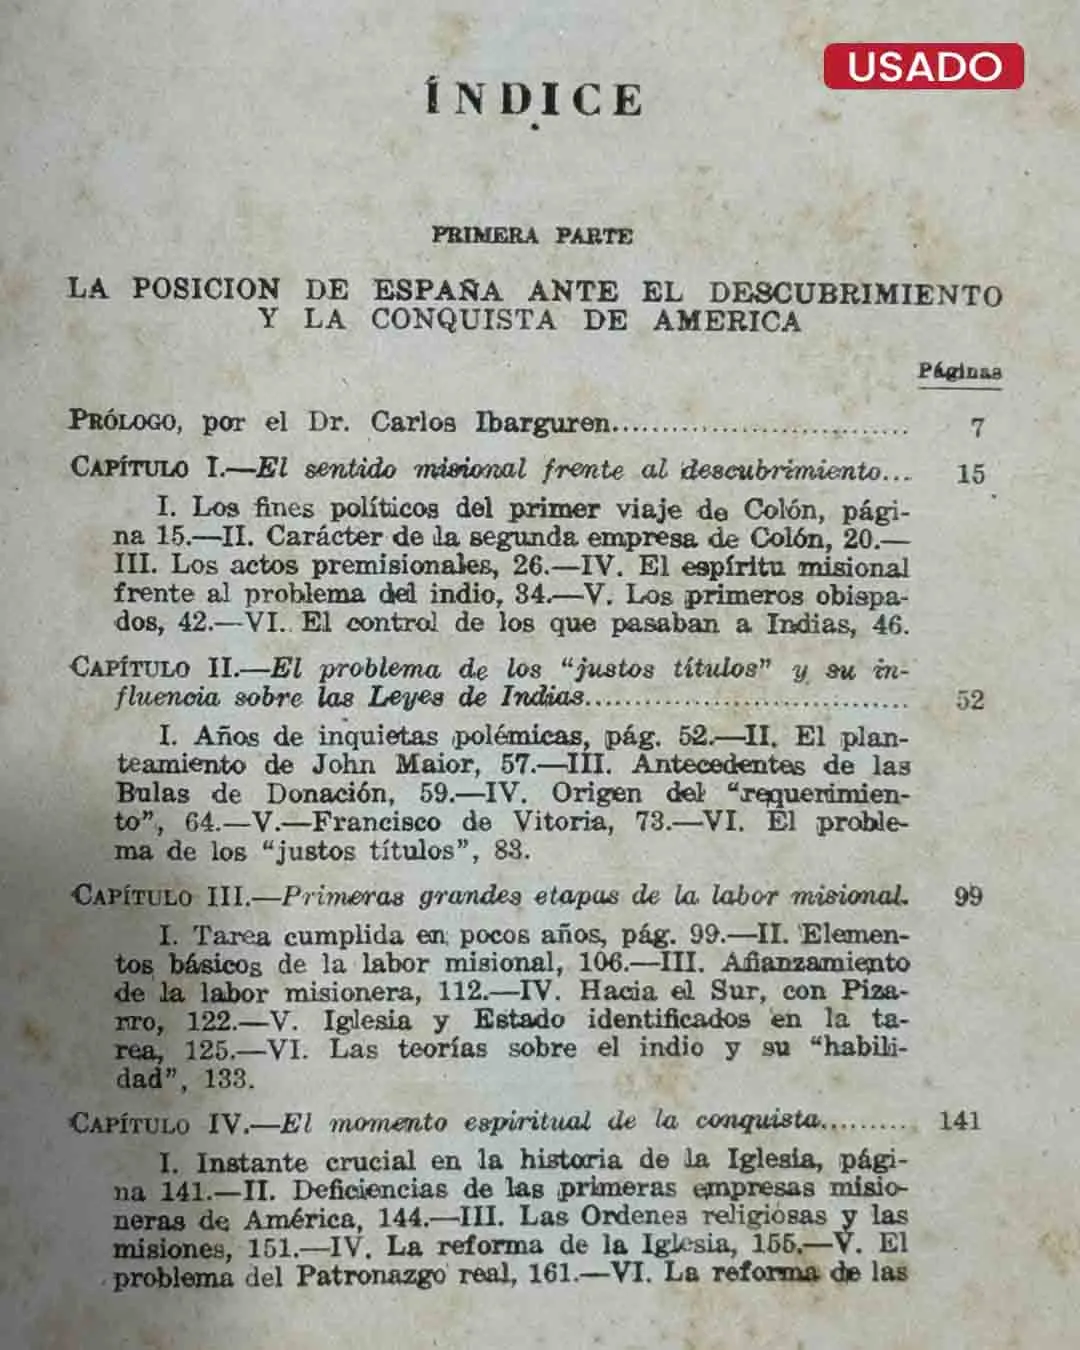 USADO
ÍNDICE
PRIMERA PARTE
LA POSICION DE ESPAÑA ANTE EL DESCUBRIMIENTO
Y LA CONQUISTA DE AMERICA
Páginas
PRÓLOGO, por el Dr. Carlos Ibarguren.............................. 7
CAPÍTULO I.—El sentido misional frente al descubrimiento... 15
I. Los fines políticos del primer viaje de Colón, pági-
na 15.—II. Carácter de la segunda empresa de Colón, 20.—
III. Los actos premisionales, 26.—IV. El espíritu misional
frente al problema del indio, 34.—V. Los primeros obispa-
dos, 42.—VI. El control de los que pasaban a Indias, 46.
CAPÍTULO II.—El problema de los "justos títulos" y su in-
fluencia sobre las Leyes de Indias................................. 52
I. Años de inquietas polémicas, pág. 52.—II. El plan-
teamiento de John Maior, 57.—III. Antecedentes de las
Bulas de Donación, 59.—IV. Origen del "requerimien-
to", 64.—V.—Francisco de Vitoria, 73.—VI. El proble-
ma de los "justos títulos", 83.
CAPÍTULO III.—Primeras grandes etapas de la labor misional. 99
I. Tarea cumplida en pocos años, pág. 99.—II. Elemen-
tos básicos de la labor misional, 106.—III. Afianzamiento
de la labor misionera, 112.—IV. Hacia el Sur, con Piza-
rro, 122.—V. Iglesia y Estado identificados en la ta-
rea, 125.—VI. Las teorías sobre el indio y su "habili-
dad", 133.
CAPÍTULO IV.—El momento espiritual de la conquista......... 141
I. Instante crucial en la historia de la Iglesia, pági-
na 141.—II. Deficiencias de las primeras empresas misio-
neras de América, 144.—III. Las Ordenes religiosas y las
misiones, 151.—IV. La reforma de la Iglesia, 155.—V. El
problema del Patronazgo real, 161.—VI. La reforma de las